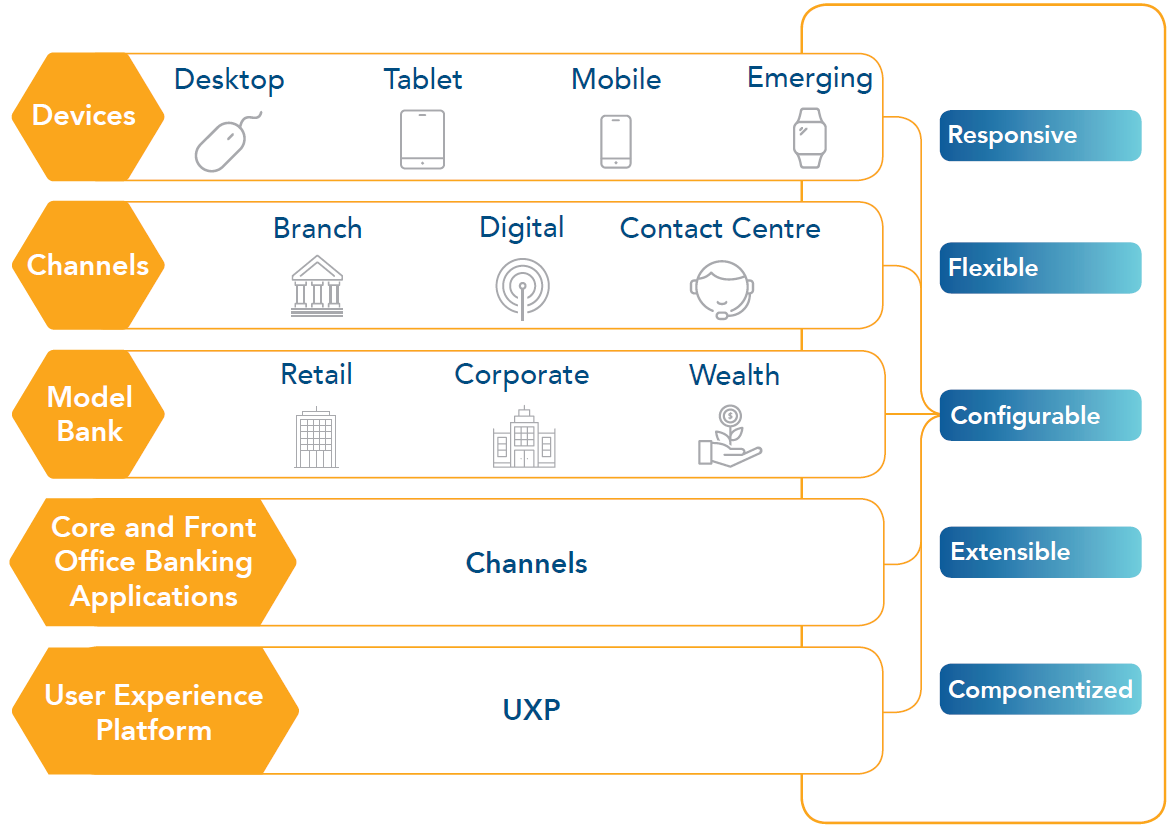 Devices
Desktop
Tablet
Mobile
Emerging
Channels
Branch
Digital
Contact Centre
Model
Bank
Retail
Corporate
$
Wealth
Core and Front
Office Banking
Applications
Channels
User Experience
Platform
UXP
Responsive
Flexible
Configurable
Extensible
Componentized